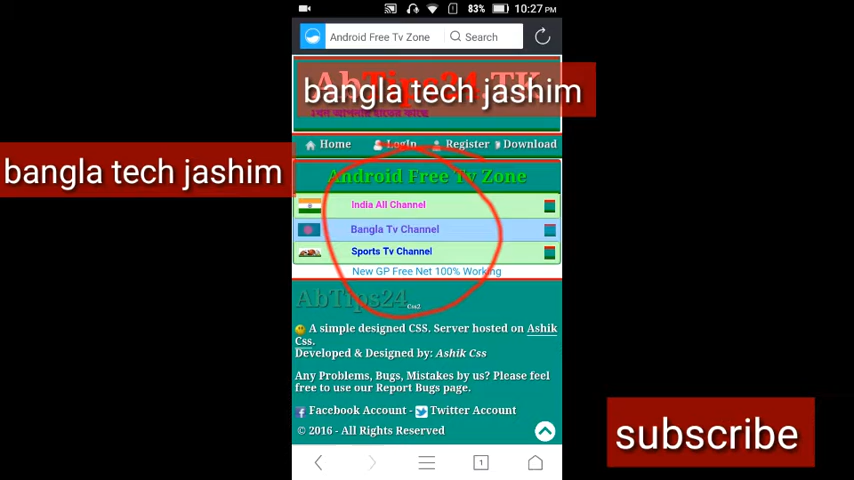 83% 10:27 PM
Android Free Tv Zone Search
AbTips24.TK
bangla tech jashim
Home LogIn Register Download
bangla tech jashim
Android Free Tv Zone
India All Channel
Bangla Tv Channel
Sports Tv Channel
New GP Free Net 100% Working
AbTips24 Css2
A simple designed CSS. Server hosted on Ashik
Css.
Developed & Designed by: Ashik Css
Any Problems, Bugs, Mistakes by us? Please feel
free to use our Report Bugs page.
Facebook Account - Twitter Account
© 2016 - All Rights Reserved
subscribe
1